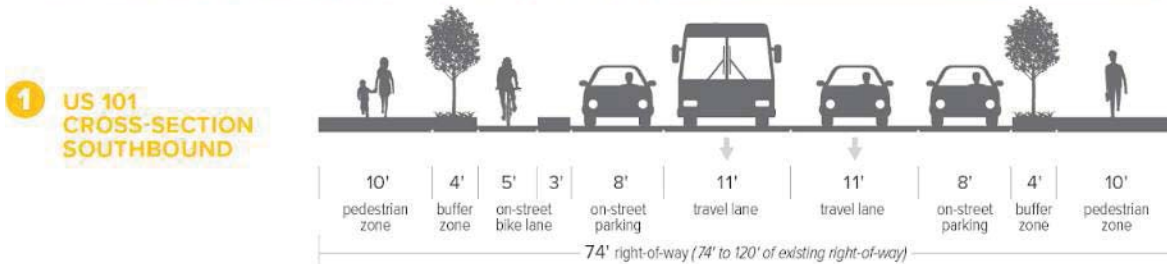 1 US 101
CROSS-SECTION
SOUTHBOUND
10' 4' 5' 3' 8' 11' 11' 8' 4' 10'
pedestrian zone
buffer zone
on-street bike lane
on-street parking
travel lane
travel lane
on-street parking
buffer zone
pedestrian zone
74' right-of-way (74' to 120' of existing right-of-way)